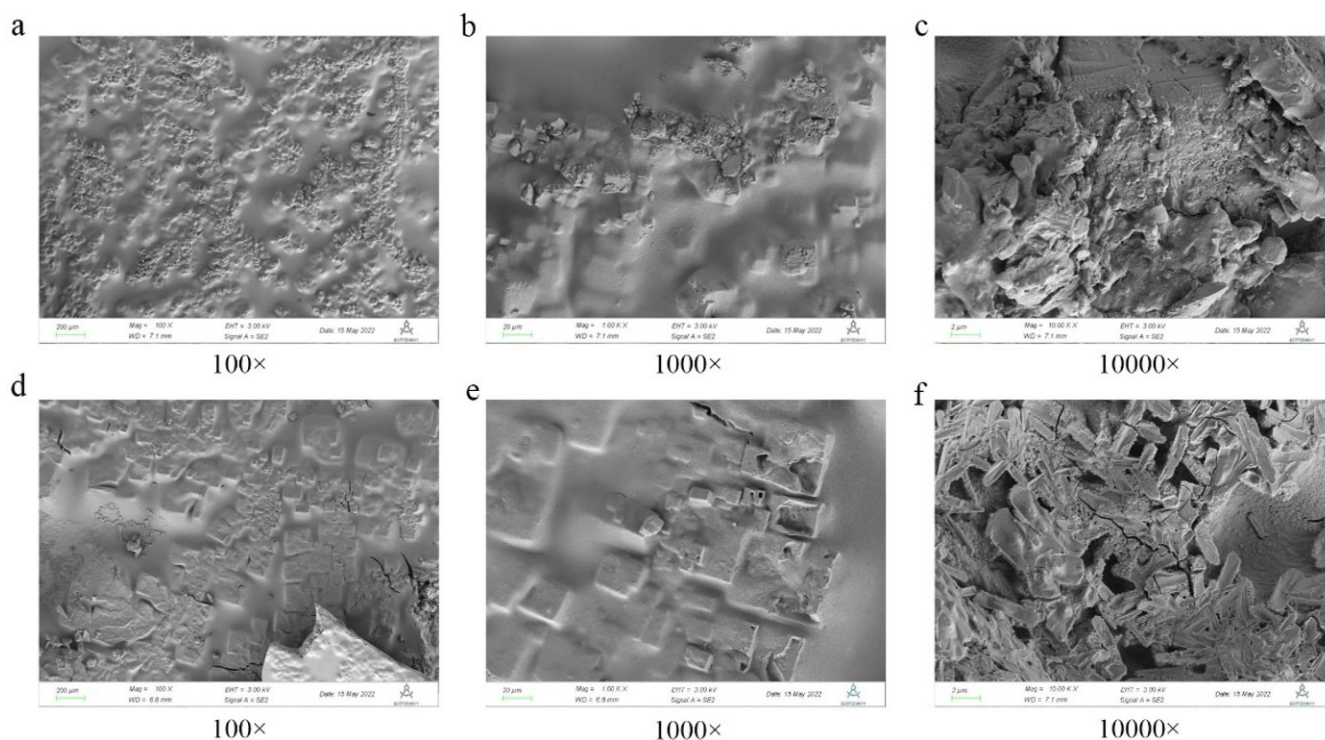 a
b
c
200 µm Mag = 100 X EHT = 3.00 kV Date: 15 May 2022
WD = 7.1 mm Signal A = SE2
20 µm Mag = 1.00 K X EHT = 3.00 kV Date: 15 May 2022
WD = 7.1 mm Signal A = SE2
2 µm Mag = 10.00 K X EHT = 3.00 kV Date: 15 May 2022
WD = 7.1 mm Signal A = SE2
100×
1000×
10000×
d
e
f
200 µm Mag = 100 X EHT = 3.00 kV Date: 15 May 2022
WD = 6.8 mm Signal A = SE2
20 µm Mag = 1.00 K X EHT = 3.00 kV Date: 15 May 2022
WD = 6.9 mm Signal A = SE2
2 µm Mag = 10.00 K X EHT = 3.00 kV Date: 15 May 2022
WD = 7.1 mm Signal A = SE2
100×
1000×
10000×